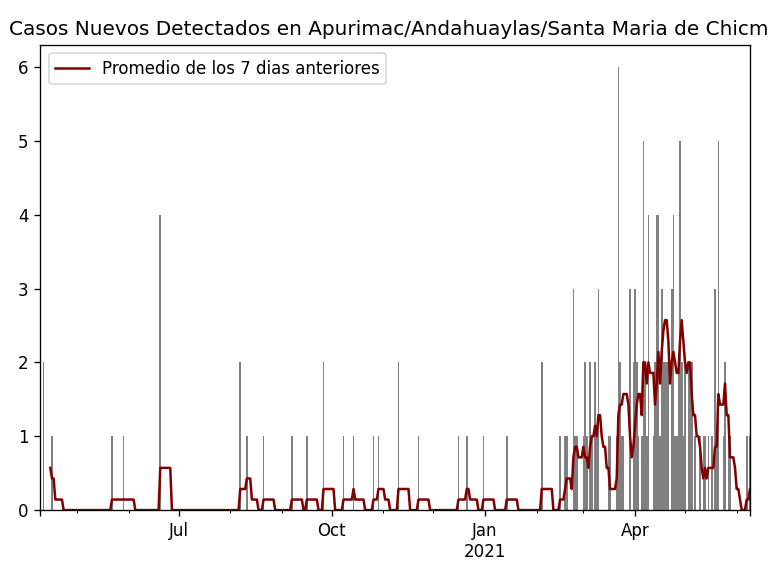 Casos Nuevos Detectados en Apurimac/Andahuaylas/Santa Maria de Chicm
Promedio de los 7 dias anteriores
6
5
4
3
2
1
0
Jul Oct Jan Apr
2021